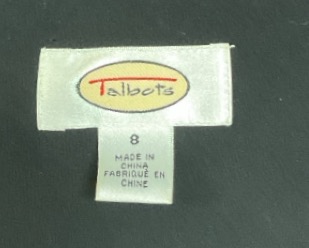 Talbots
8
MADE IN
CHINA
FABRIQUÉ EN
CHINE